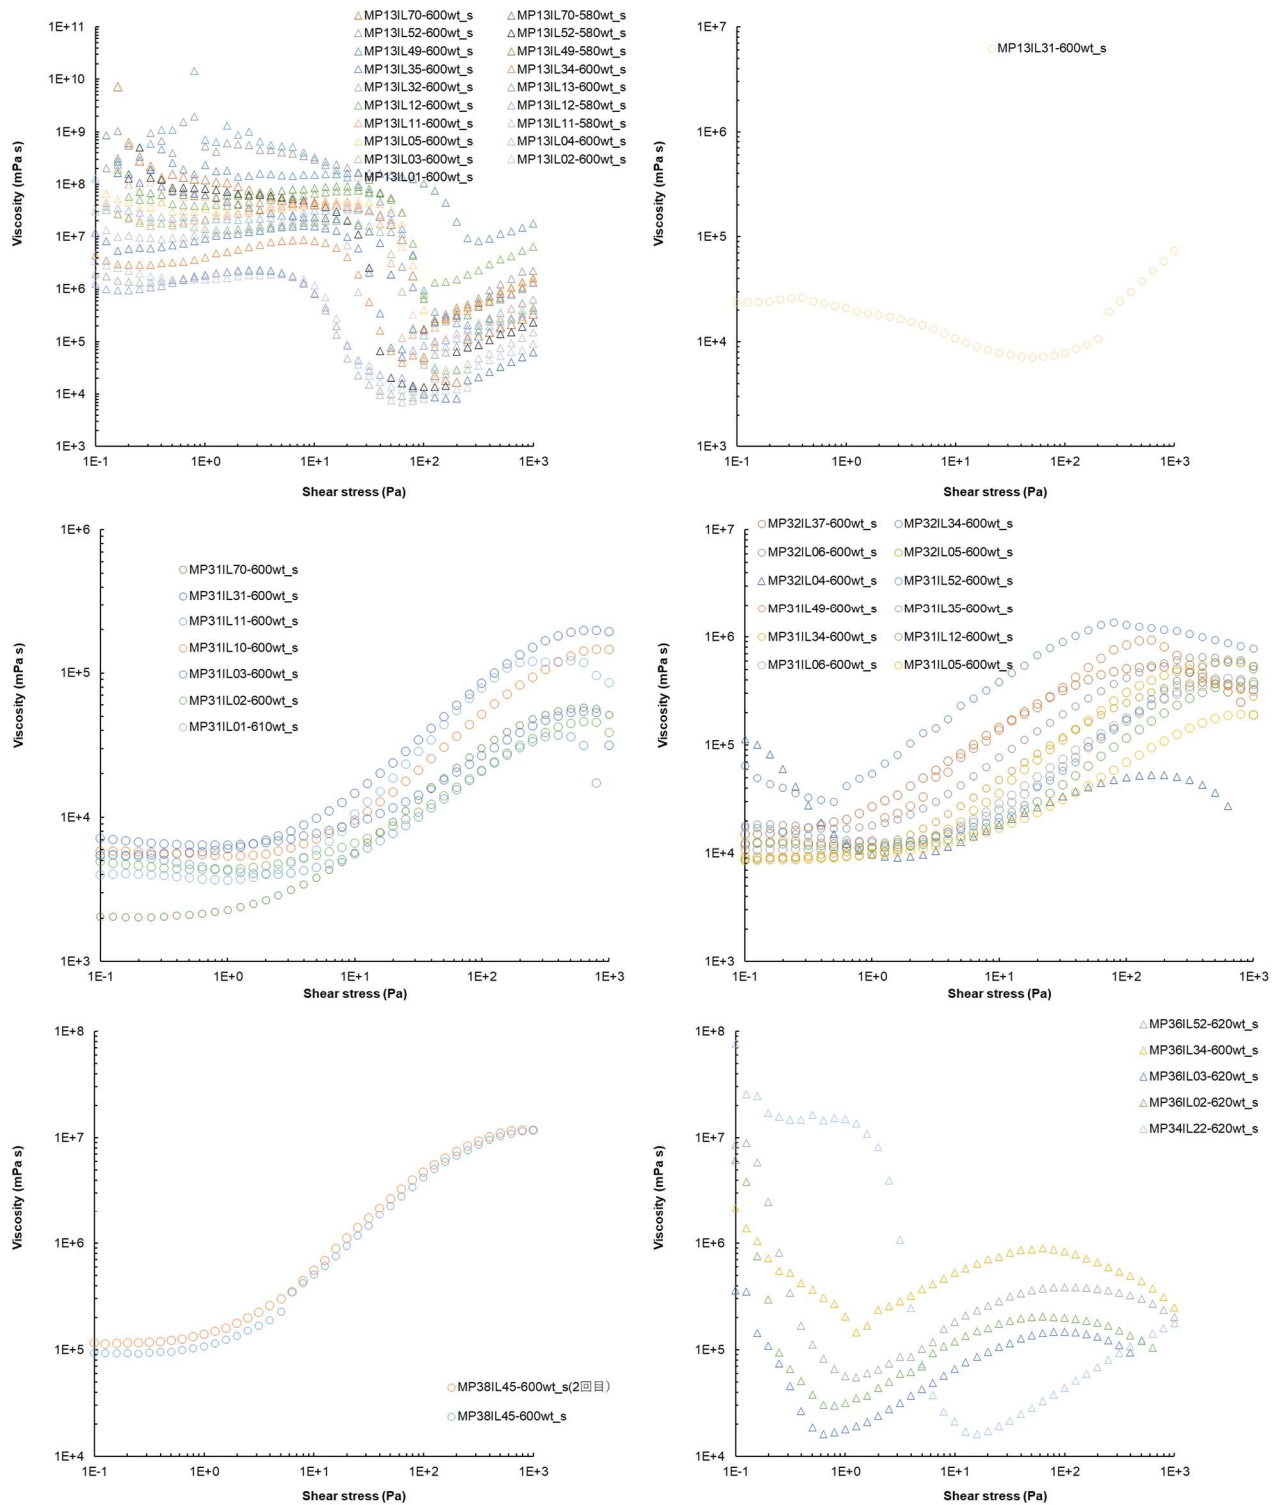 MP13IL70-600wt_s MP13IL70-580wt_s
MP13IL52-600wt_s MP13IL52-580wt_s
MP13IL49-600wt_s MP13IL49-580wt_s
MP13IL35-600wt_s MP13IL34-600wt_s
MP13IL32-600wt_s MP13IL13-600wt_s
MP13IL12-600wt_s MP13IL12-580wt_s
MP13IL11-600wt_s MP13IL11-580wt_s
MP13IL05-600wt_s MP13IL04-600wt_s
MP13IL03-600wt_s MP13IL02-600wt_s
MP13IL01-600wt_s
1E+11
1E+10
1E+9
1E+8
1E+7
1E+6
1E+5
1E+4
1E+3
Viscosity (mPa s)
1E-1 1E+0 1E+1 1E+2 1E+3
Shear stress (Pa)
MP13IL31-600wt_s
1E+7
1E+6
1E+5
1E+4
1E+3
Viscosity (mPa s)
1E-1 1E+0 1E+1 1E+2 1E+3
Shear stress (Pa)
MP31IL70-600wt_s
MP31IL31-600wt_s
MP31IL11-600wt_s
MP31IL10-600wt_s
MP31IL03-600wt_s
MP31IL02-600wt_s
MP31IL01-610wt_s
1E+6
1E+5
1E+4
1E+3
Viscosity (mPa s)
1E-1 1E+0 1E+1 1E+2 1E+3
Shear stress (Pa)
MP32IL37-600wt_s MP32IL34-600wt_s
MP32IL06-600wt_s MP32IL05-600wt_s
MP32IL04-600wt_s MP31IL52-600wt_s
MP31IL49-600wt_s MP31IL35-600wt_s
MP31IL34-600wt_s MP31IL12-600wt_s
MP31IL06-600wt_s MP31IL05-600wt_s
1E+7
1E+6
1E+5
1E+4
1E+3
Viscosity (mPa s)
1E-1 1E+0 1E+1 1E+2 1E+3
Shear stress (Pa)
1E+8
1E+7
1E+6
1E+5
1E+4
Viscosity (mPa s)
MP38IL45-600wt_s(2回目)
MP38IL45-600wt_s
1E-1 1E+0 1E+1 1E+2 1E+3
Shear stress (Pa)
MP36IL52-620wt_s
MP36IL34-600wt_s
MP36IL03-620wt_s
MP36IL02-620wt_s
MP34IL22-620wt_s
1E+8
1E+7
1E+6
1E+5
1E+4
Viscosity (mPa s)
1E-1 1E+0 1E+1 1E+2 1E+3
Shear stress (Pa)